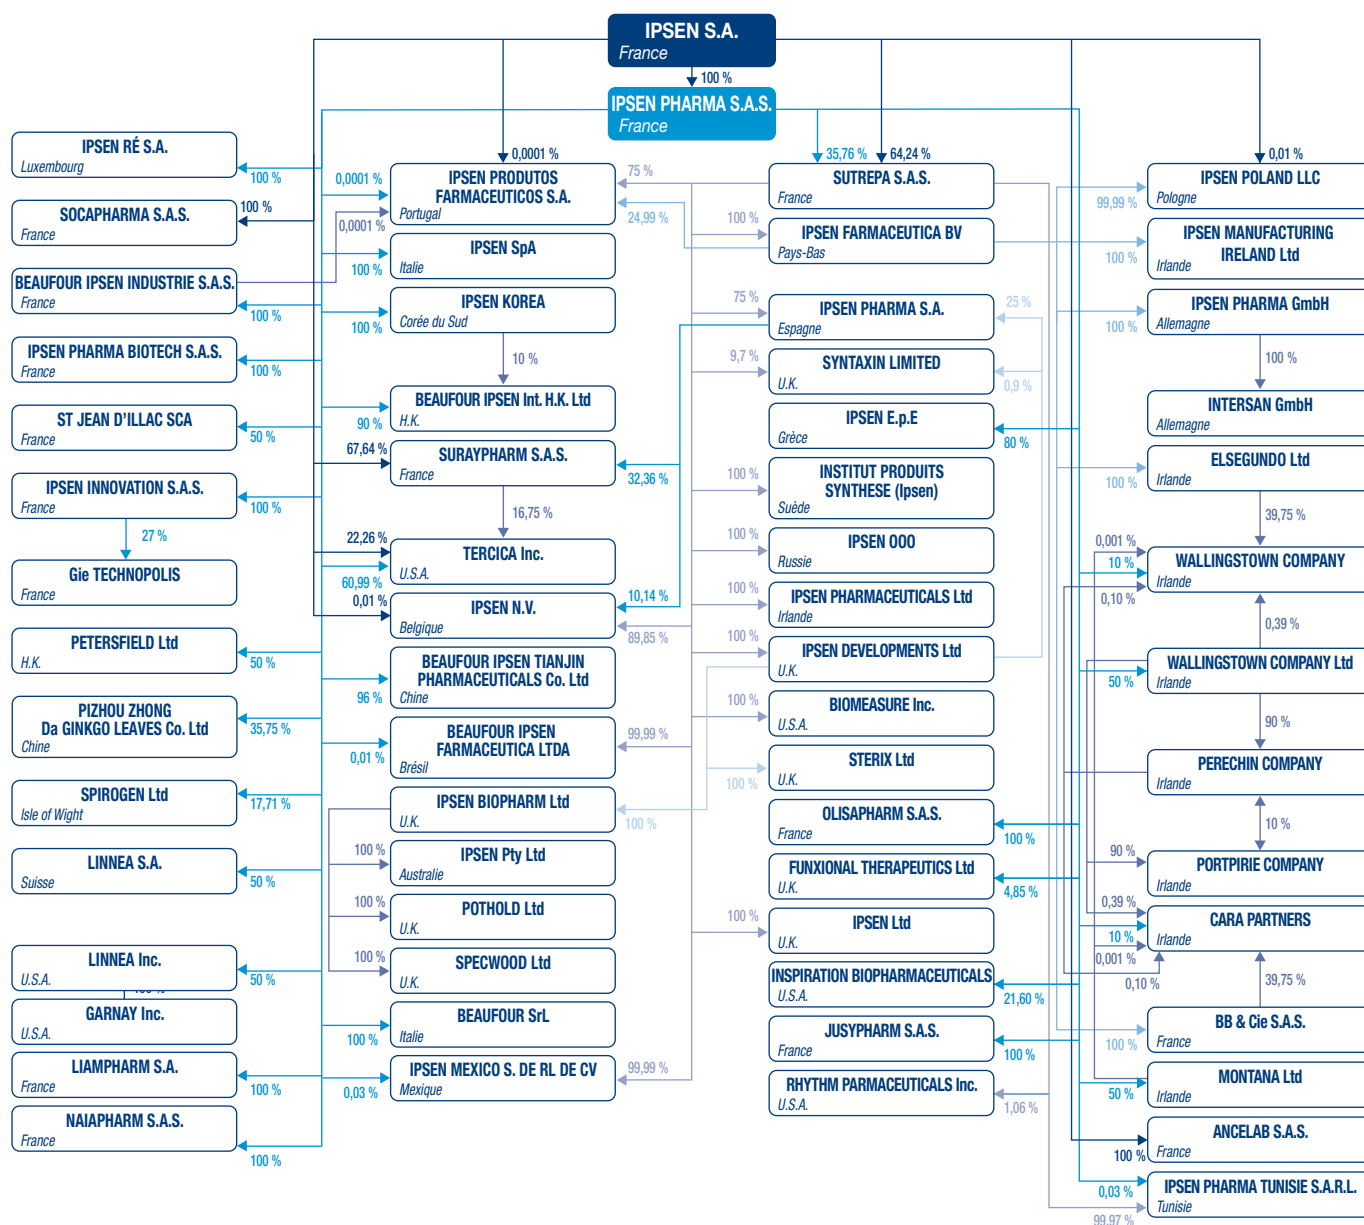 IPSEN S.A.
France
100 %
IPSEN PHARMA S.A.S.
France
IPSEN RÉ S.A.
Luxembourg
100 %
SOCAPHARMA S.A.S.
France
100 %
BEAUFOUR IPSEN INDUSTRIE S.A.S.
France
100 %
IPSEN PHARMA BIOTECH S.A.S.
France
100 %
ST JEAN D'ILLAC SCA
France
50 %
IPSEN INNOVATION S.A.S.
France
100 %
27 %
Gie TECHNOPOLIS
France
PETERSFIELD Ltd
H.K.
50 %
PIZHOU ZHONG
Da GINKGO LEAVES Co. Ltd
Chine
35,75 %
SPIROGEN Ltd
Isle of Wight
17,71 %
LINNEA S.A.
Suisse
50 %
LINNEA Inc.
U.S.A.
50 %
GARNAY Inc.
U.S.A.
LIAMPHARM S.A.
France
100 %
NAIAPHARM S.A.S.
France
100 %
0,0001 %
0,0001 %
0,0001 %
IPSEN PRODUTOS
FARMACEUTICOS S.A.
Portugal
75 %
24,99 %
IPSEN SpA
Italie
100 %
IPSEN KOREA
Corée du Sud
100 %
10 %
BEAUFOUR IPSEN Int. H.K. Ltd
H.K.
90 %
67,64 %
SURAYPHARM S.A.S.
France
32,36 %
16,75 %
22,26 %
TERCICA Inc.
U.S.A.
60,99 %
0,01 %
IPSEN N.V.
Belgique
10,14 %
89,85 %
BEAUFOUR IPSEN TIANJIN
PHARMACEUTICALS Co. Ltd
Chine
96 %
BEAUFOUR IPSEN
FARMACEUTICA LTDA
Brésil
0,01 %
99,99 %
IPSEN BIOPHARM Ltd
U.K.
100 %
100 %
IPSEN Pty Ltd
Australie
100 %
POTHOLD Ltd
U.K.
100 %
SPECWOOD Ltd
U.K.
BEAUFOUR SrL
Italie
100 %
IPSEN MEXICO S. DE RL DE CV
Mexique
0,03 %
99,99 %
35,76 %
64,24 %
SUTREPA S.A.S.
France
100 %
IPSEN FARMACEUTICA BV
Pays-Bas
75 %
IPSEN PHARMA S.A.
Espagne
25 %
9,7 %
SYNTAXIN LIMITED
U.K.
0,9 %
IPSEN E.p.E
Grèce
80 %
100 %
INSTITUT PRODUITS
SYNTHESE (Ipsen)
Suède
100 %
IPSEN OOO
Russie
100 %
IPSEN PHARMACEUTICALS Ltd
Irlande
100 %
IPSEN DEVELOPMENTS Ltd
U.K.
100 %
BIOMEASURE Inc.
U.S.A.
STERIX Ltd
U.K.
100 %
OLISAPHARM S.A.S.
France
100 %
FUNXIONAL THERAPEUTICS Ltd
U.K.
4,85 %
100 %
IPSEN Ltd
U.K.
INSPIRATION BIOPHARMACEUTICALS
U.S.A.
21,60 %
JUSYPHARM S.A.S.
France
100 %
RHYTHM PARMACEUTICALS Inc.
U.S.A.
1,06 %
0,01 %
IPSEN POLAND LLC
Pologne
99,99 %
IPSEN MANUFACTURING
IRELAND Ltd
Irlande
100 %
IPSEN PHARMA GmbH
Allemagne
100 %
100 %
INTERSAN GmbH
Allemagne
ELSEGUNDO Ltd
Irlande
100 %
39,75 %
0,001 %
WALLINGSTOWN COMPANY
Irlande
10 %
0,10 %
0,39 %
WALLINGSTOWN COMPANY Ltd
Irlande
50 %
90 %
PERECHIN COMPANY
Irlande
10 %
90 %
PORTPIRIE COMPANY
Irlande
0,39 %
CARA PARTNERS
Irlande
10 %
0,001 %
0,10 %
39,75 %
BB & Cie S.A.S.
France
100 %
MONTANA Ltd
Irlande
50 %
ANCELAB S.A.S.
France
100 %
IPSEN PHARMA TUNISIE S.A.R.L.
Tunisie
0,03 %
99,97 %